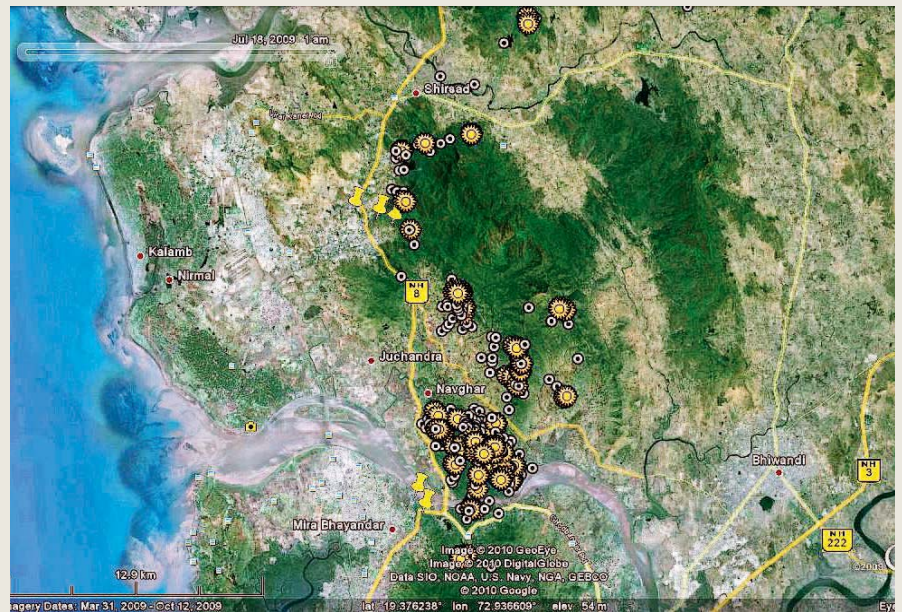 Jul 18, 2009 1 am
Shirsad
Kalamb
Nirmal
NH
8
Juchandra
Navghar
Bhiwandi
NH
3
Mira Bhayandar
NH
222
Image © 2010 GeoEye
Image © 2010 DigitalGlobe
Data SIO, NOAA, U.S. Navy, NGA, GEBCO
© 2010 Google
©2009
12.9 km
agery Dates: Mar 31, 2009 - Oct 12, 2009
lat 19.376238° lon 72.936609° elev 54 m
Eye